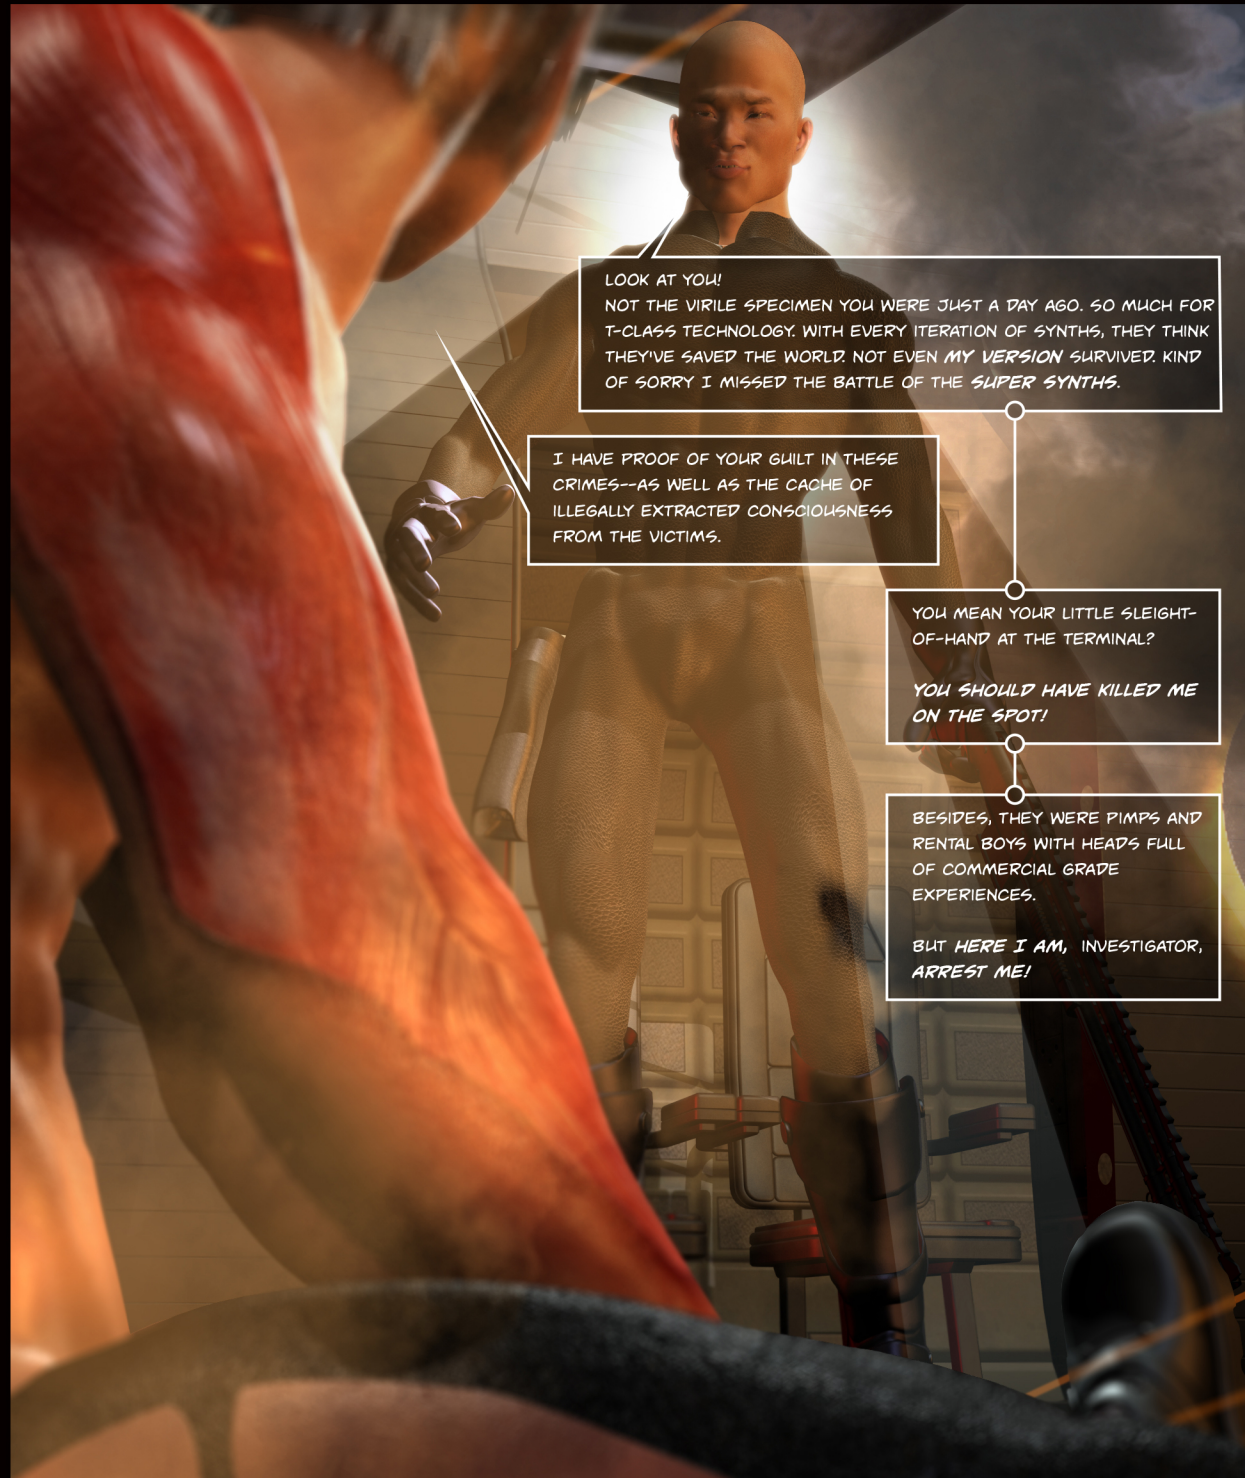 LOOK AT YOU!
NOT THE VIRILE SPECIMEN YOU WERE JUST A DAY AGO. SO MUCH FOR
T-CLASS TECHNOLOGY. WITH EVERY ITERATION OF SYNTHS, THEY THINK
THEY'VE SAVED THE WORLD. NOT EVEN MY VERSION SURVIVED. KIND
OF SORRY I MISSED THE BATTLE OF THE SUPER SYNTHS.
I HAVE PROOF OF YOUR GUILT IN THESE
CRIMES--AS WELL AS THE CACHE OF
ILLEGALLY EXTRACTED CONSCIOUSNESS
FROM THE VICTIMS.
YOU MEAN YOUR LITTLE SLEIGHT-
OF-HAND AT THE TERMINAL?
YOU SHOULD HAVE KILLED ME
ON THE SPOT!
BESIDES, THEY WERE PIMPS AND
RENTAL BOYS WITH HEADS FULL
OF COMMERCIAL GRADE
EXPERIENCES.
BUT HERE I AM, INVESTIGATOR,
ARREST ME!